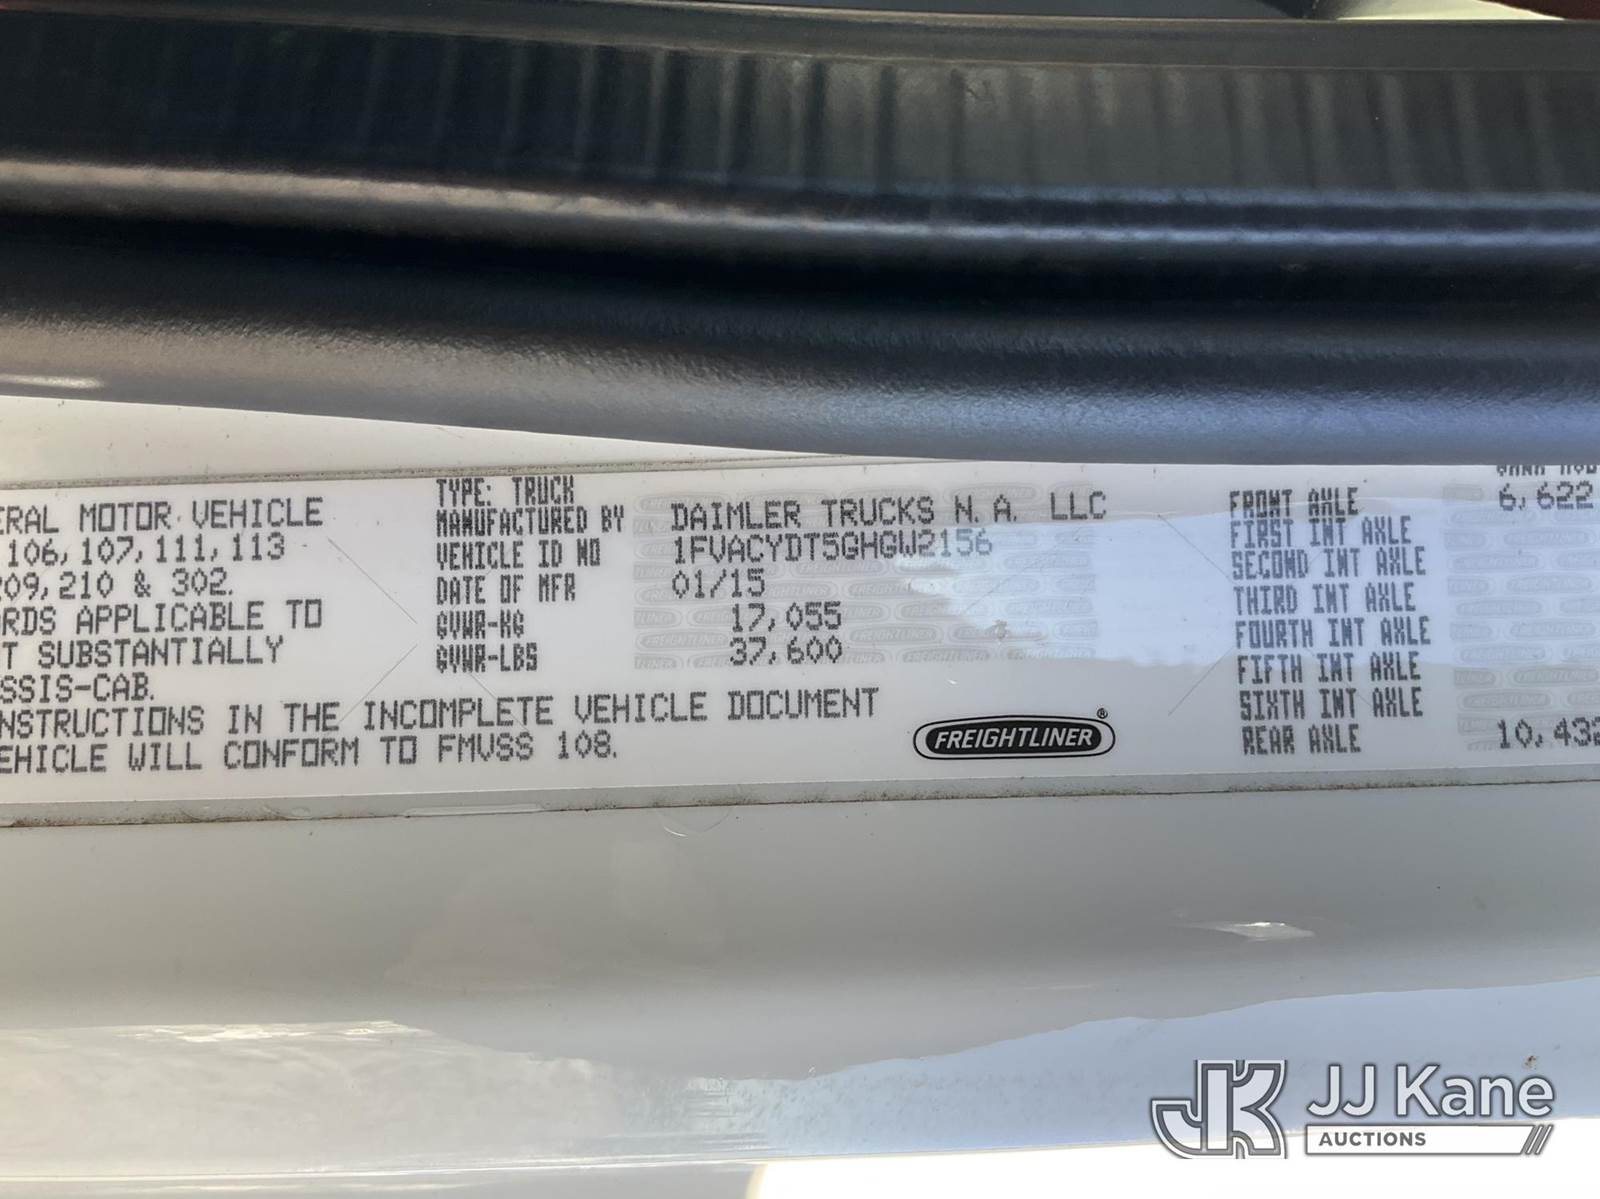 ERAL MOTOR VEHICLE
106, 107, 111, 113
209, 210 & 302.
RDS APPLICABLE TO
T SUBSTANTIALLY
SSIS-CAB.
NSTRUCTIONS IN THE INCOMPLETE VEHICLE DOCUMENT
EHICLE WILL CONFORM TO FMVSS 108.
TYPE: TRUCK
MANUFACTURED BY DAIMLER TRUCKS N.A. LLC
VEHICLE ID NO 1FVACYDT5GHGW2156
DATE OF MFR 01/15
GVWR-KG 17,055
GVWR-LBS 37,600
FREIGHTLINER®
FRONT AXLE 6,622
FIRST INT AXLE
SECOND INT AXLE
THIRD INT AXLE
FOURTH INT AXLE
FIFTH INT AXLE
SIXTH INT AXLE
REAR AXLE 10,432
JK JJ Kane
AUCTIONS